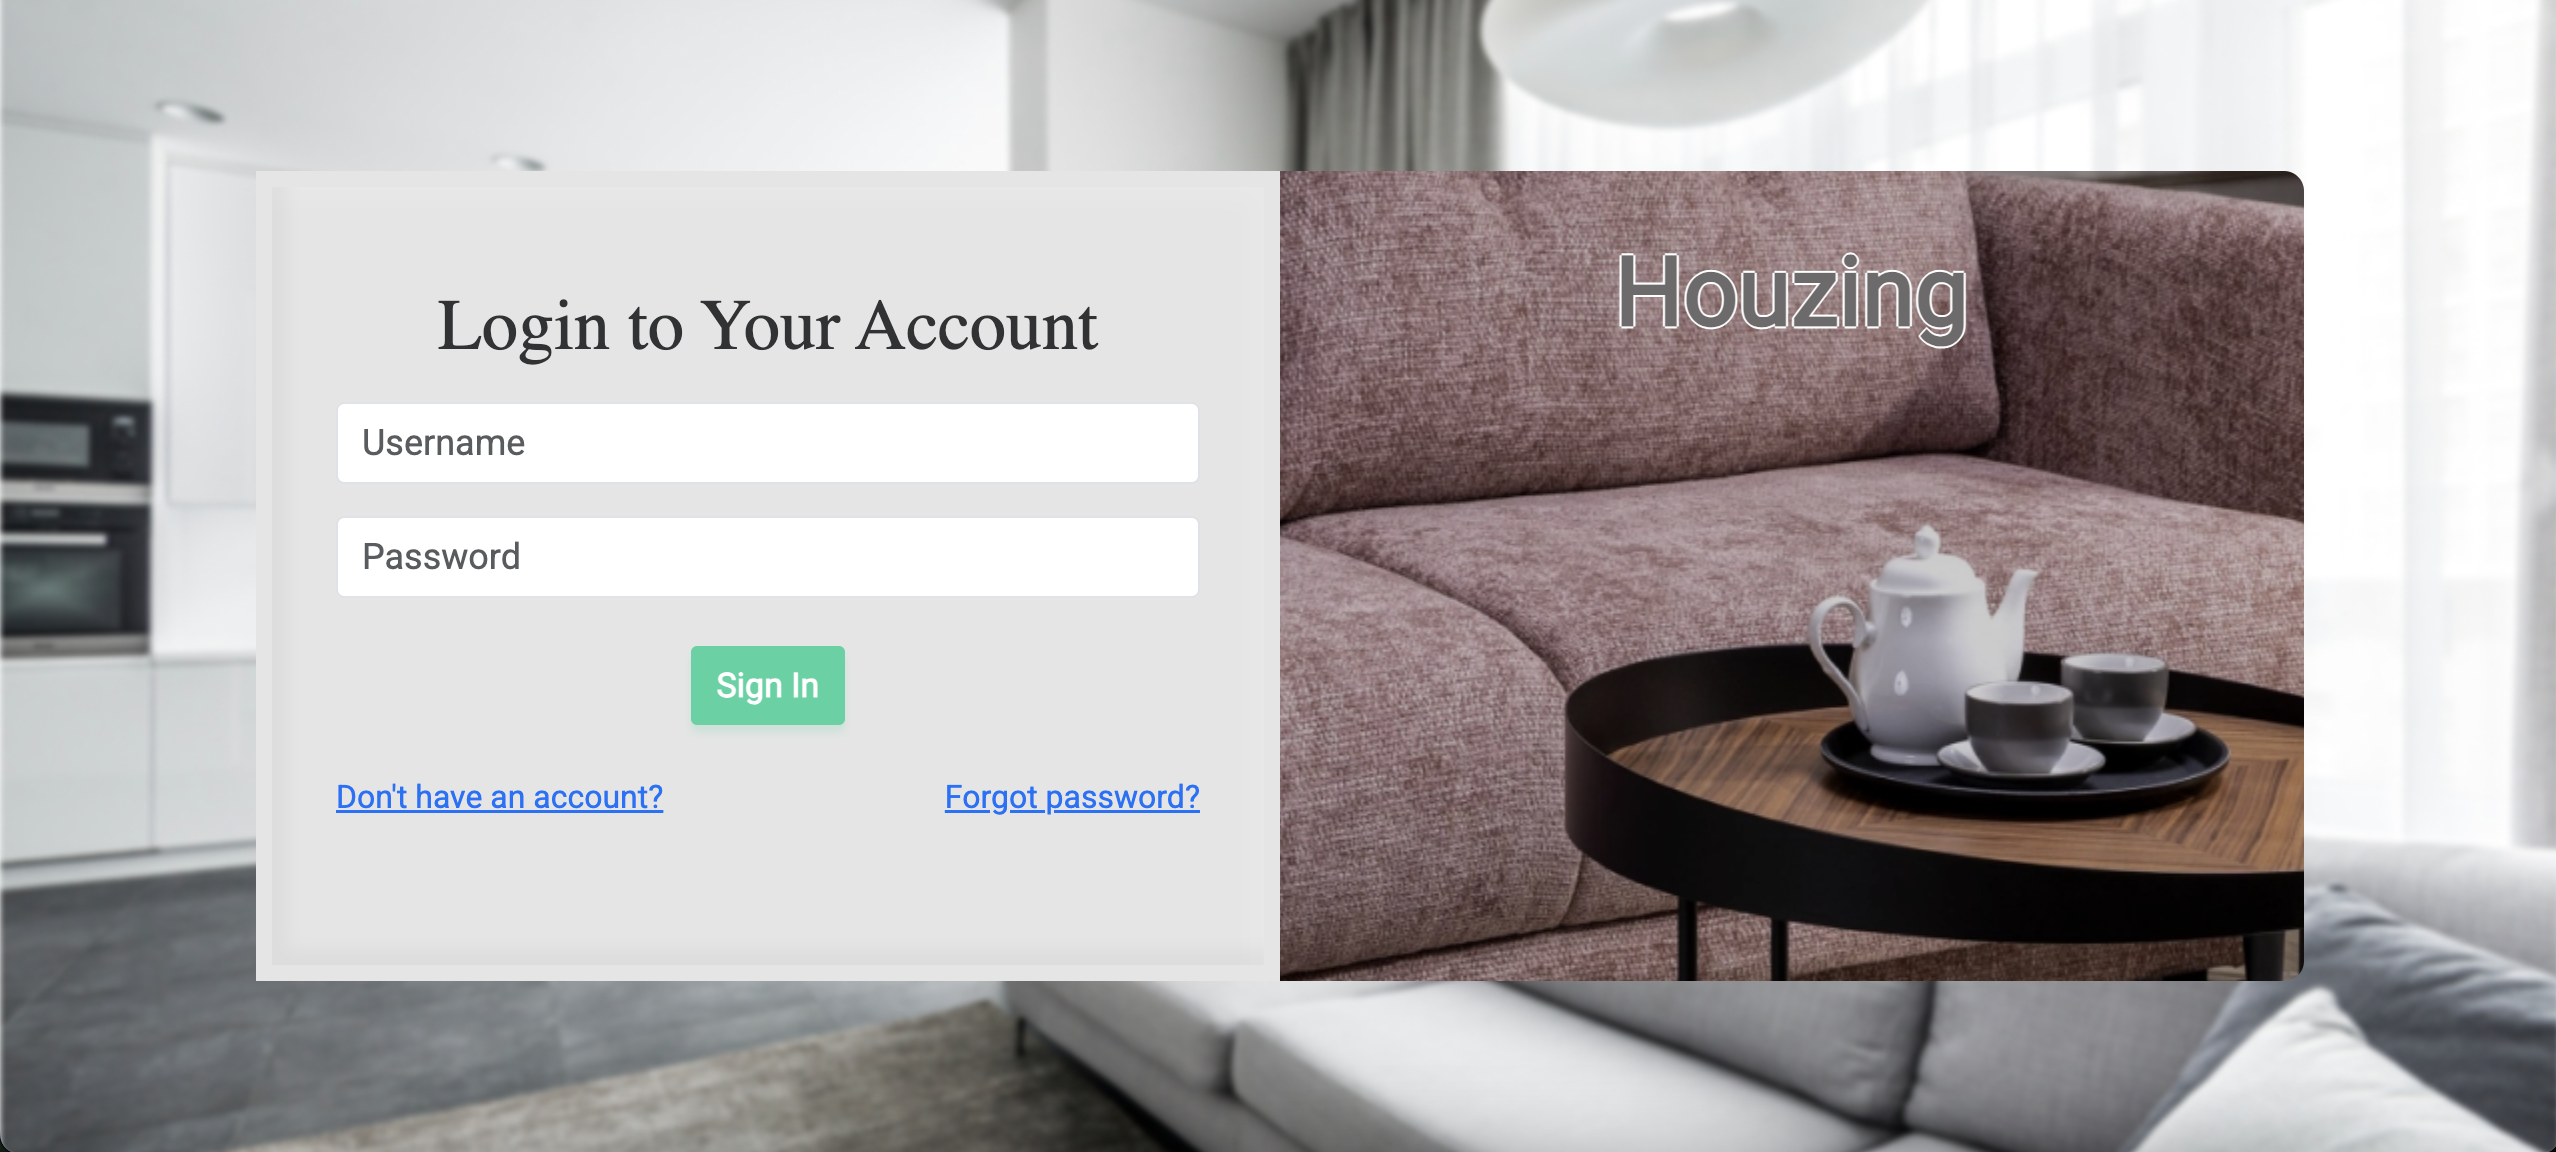 Login to Your Account
Username
Password
Sign In
Don't have an account?
Forgot password?
Houzing